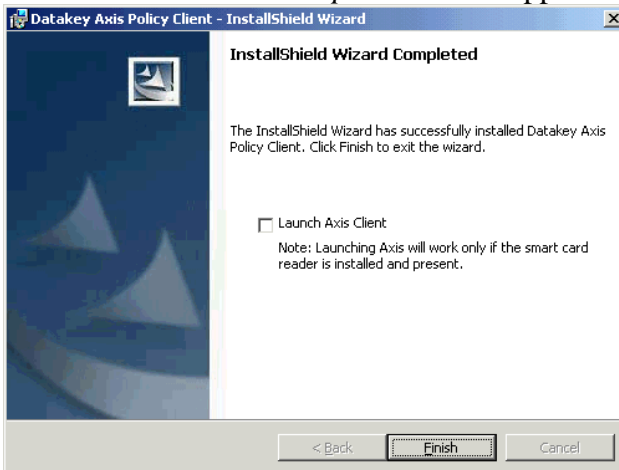 Datakey Axis Policy Client - InstallShield Wizard
InstallShield Wizard Completed
The InstallShield Wizard has successfully installed Datakey Axis
Policy Client. Click Finish to exit the wizard.
Launch Axis Client
Note: Launching Axis will work only if the smart card
reader is installed and present.
< Back
Finish
Cancel